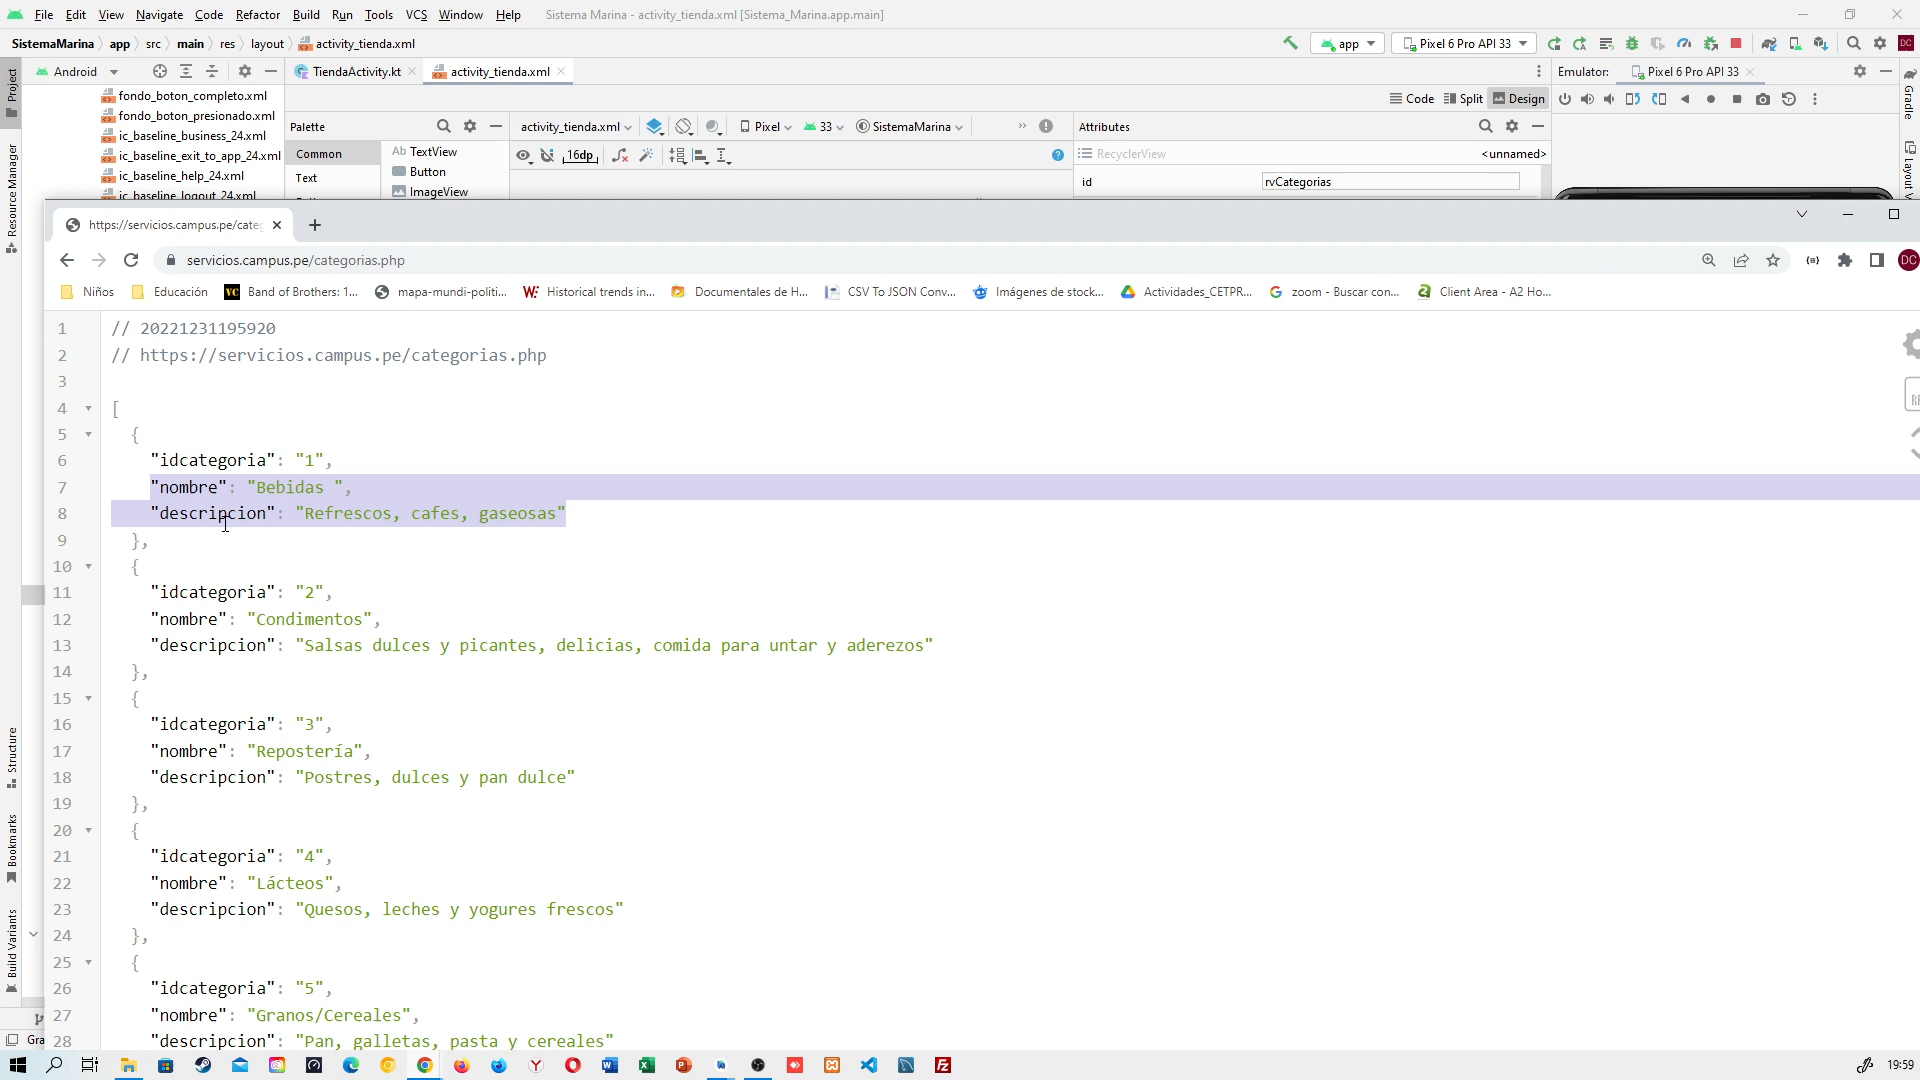 File Edit View Navigate Code Refactor Build Run Tools VCS Window Help Sistema Marina - activity_tienda.xml [Sistema_Marina.app.main]
SistemaMarina app src main res layout activity_tienda.xml app Pixel 6 Pro API 33 DC
Project Android TiendaActivity.kt activity_tienda.xml Emulator: Pixel 6 Pro API 33 Gradle
fondo_boton_completo.xml
Code Split Design
fondo_boton_presionado.xml
Palette activity_tienda.xml Pixel 33 SistemaMarina Attributes
ic_baseline_business_24.xml
Common Ab TextView 16dp RecyclerView <unnamed>
ic_baseline_exit_to_app_24.xml
Button
ic_baseline_help_24.xml Text id rvCategorias
ic_baseline_logout_24.xml ImageView
Resource Manager
https://servicios.campus.pe/categ
servicios.campus.pe/categorias.php DC
Niños Educación VC Band of Brothers: 1... mapa-mundi-politi... Historical trends in... Documentales de H... CSV To JSON Conv... Imágenes de stock... Actividades_CETPR... zoom - Buscar con... Client Area - A2 Ho...
1 // 20221231195920
2 // https://servicios.campus.pe/categorias.php
3
4 [
5 {
6 "idcategoria": "1",
7 "nombre": "Bebidas ",
8 "descripcion": "Refrescos, cafes, gaseosas"
9 },
10 {
11 "idcategoria": "2",
12 "nombre": "Condimentos",
13 "descripcion": "Salsas dulces y picantes, delicias, comida para untar y aderezos"
14 },
15 {
16 "idcategoria": "3",
17 "nombre": "Repostería",
18 "descripcion": "Postres, dulces y pan dulce"
19 },
20 {
21 "idcategoria": "4",
22 "nombre": "Lácteos",
23 "descripcion": "Quesos, leches y yogures frescos"
24 },
25 {
26 "idcategoria": "5",
27 "nombre": "Granos/Cereales",
28 "descripcion": "Pan, galletas, pasta y cereales"
Structure
Bookmarks
Build Variants
19:59